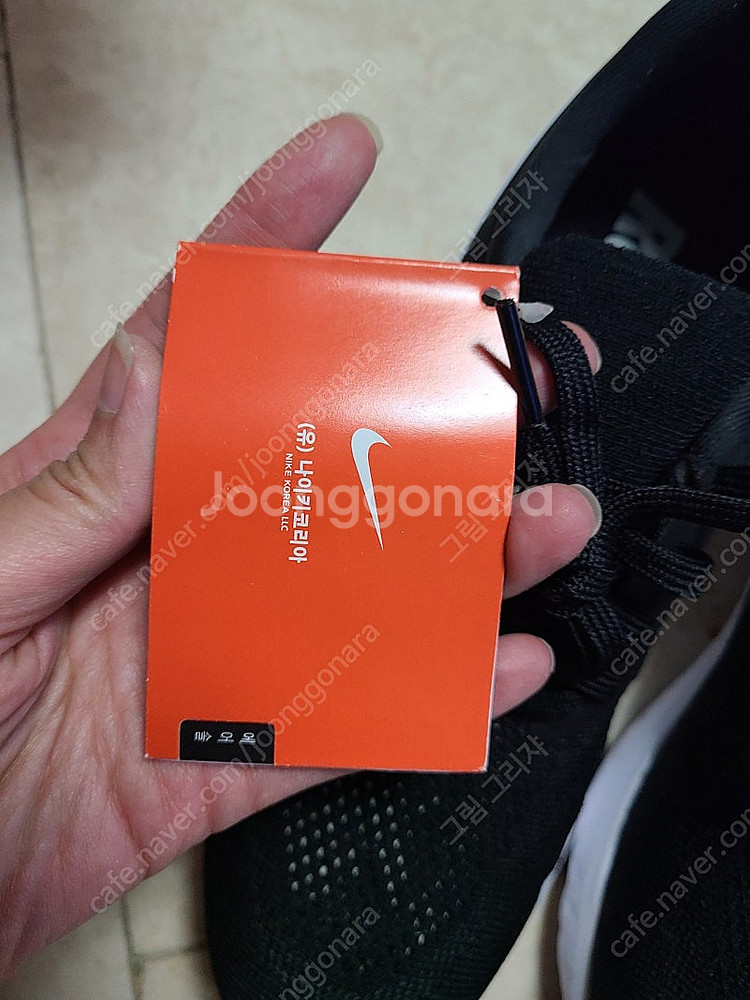 (유) 나이키코리아
NIKE KOREA LLC
Joonggonara
cafe.naver.com/joonggonara
그림 그리쟈